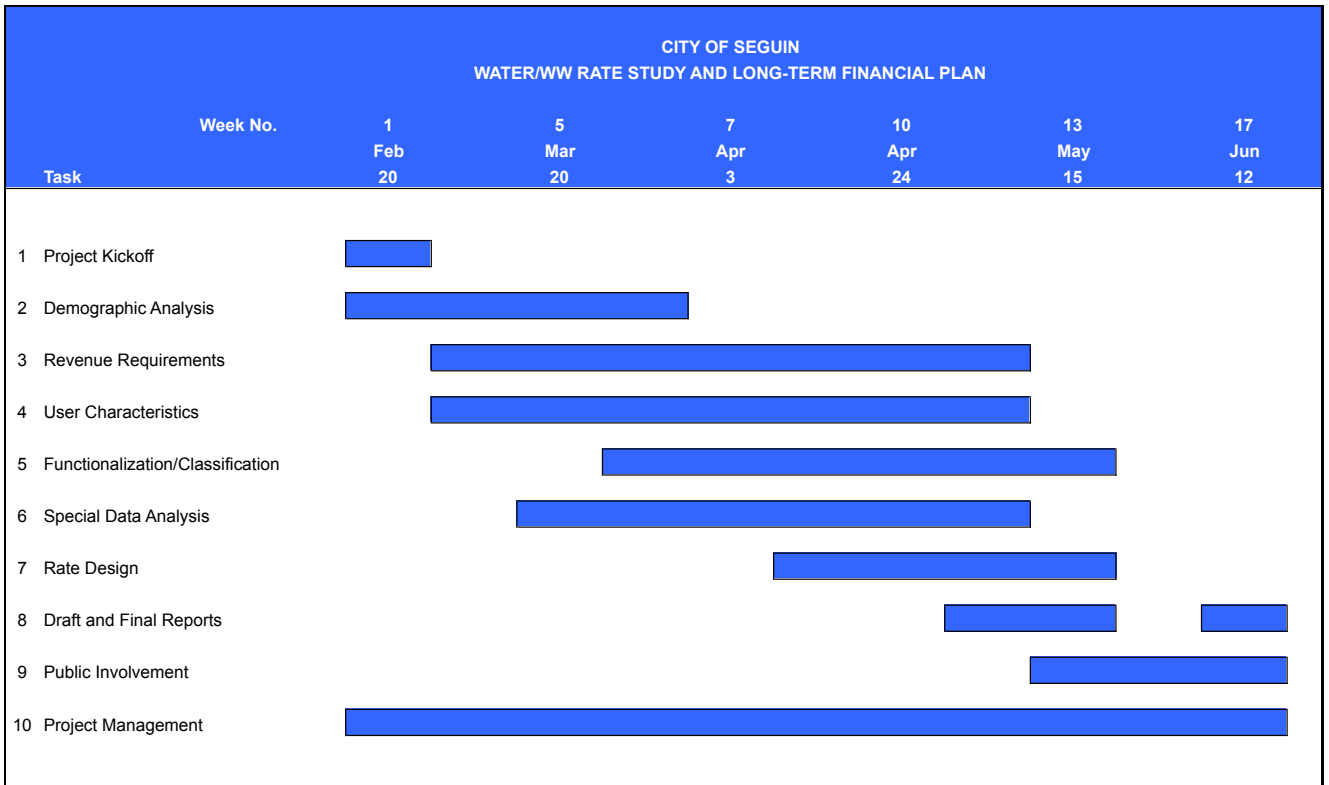 CITY OF SEGUIN
WATER/WW RATE STUDY AND LONG-TERM FINANCIAL PLAN
Week No. 1 5 7 10 13 17
Feb Mar Apr Apr May Jun
Task 20 20 3 24 15 12
1 Project Kickoff
2 Demographic Analysis
3 Revenue Requirements
4 User Characteristics
5 Functionalization/Classification
6 Special Data Analysis
7 Rate Design
8 Draft and Final Reports
9 Public Involvement
10 Project Management